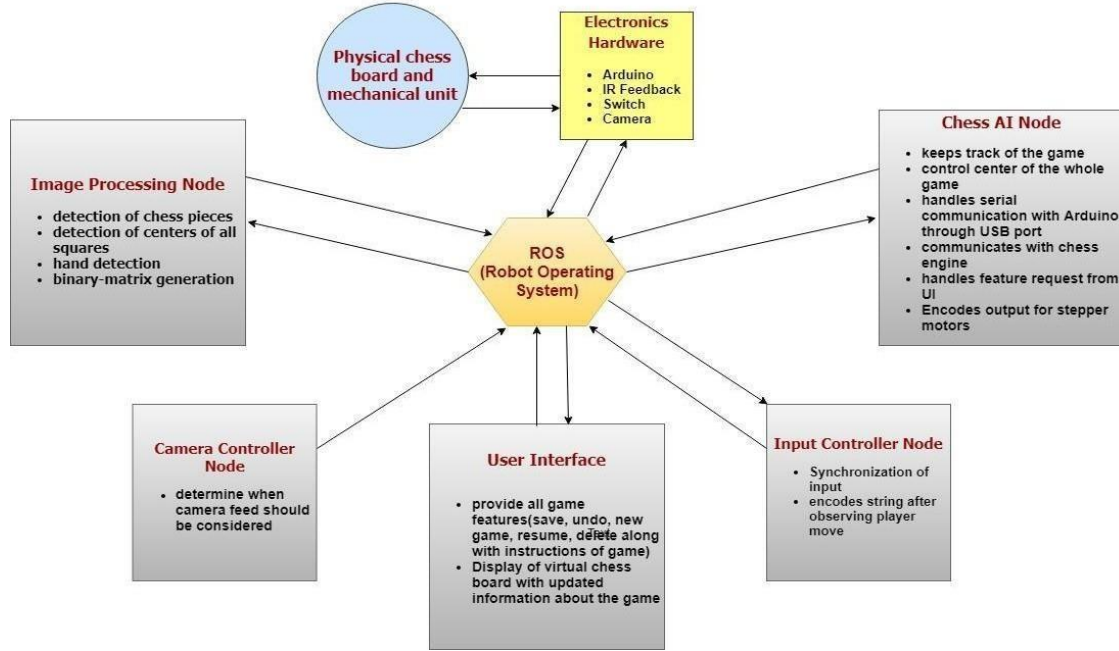 Electronics
Hardware
• Arduino
• IR Feedback
• Switch
• Camera
Physical chess
board and
mechanical unit
Chess AI Node
• keeps track of the game
• control center of the whole
game
• handles serial
communication with Arduino
through USB port
• communicates with chess
engine
• handles feature request from
UI
• Encodes output for stepper
motors
Image Processing Node
• detection of chess pieces
• detection of centers of all
squares
• hand detection
• binary-matrix generation
ROS
(Robot Operating
System)
Camera Controller
Node
• determine when
camera feed should
be considered
User Interface
• provide all game
features(save, undo, new
game, resume, delete along
with instructions of game)
• Display of virtual chess
board with updated
information about the game
Text
Input Controller Node
• Synchronization of
input
• encodes string after
observing player
move